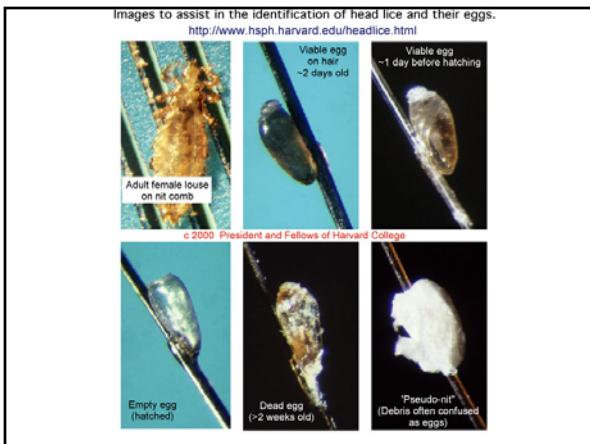 Images to assist in the identification of head lice and their eggs.
http://www.hsph.harvard.edu/headlice.html
Adult female louse
on nit comb
Viable egg
on hair
~2 days old
Viable egg
~1 day before hatching
c 2000 President and Fellows of Harvard College
Empty egg
(hatched)
Dead egg
(>2 weeks old)
'Pseudo-nit"
(Debris often confused
as eggs)